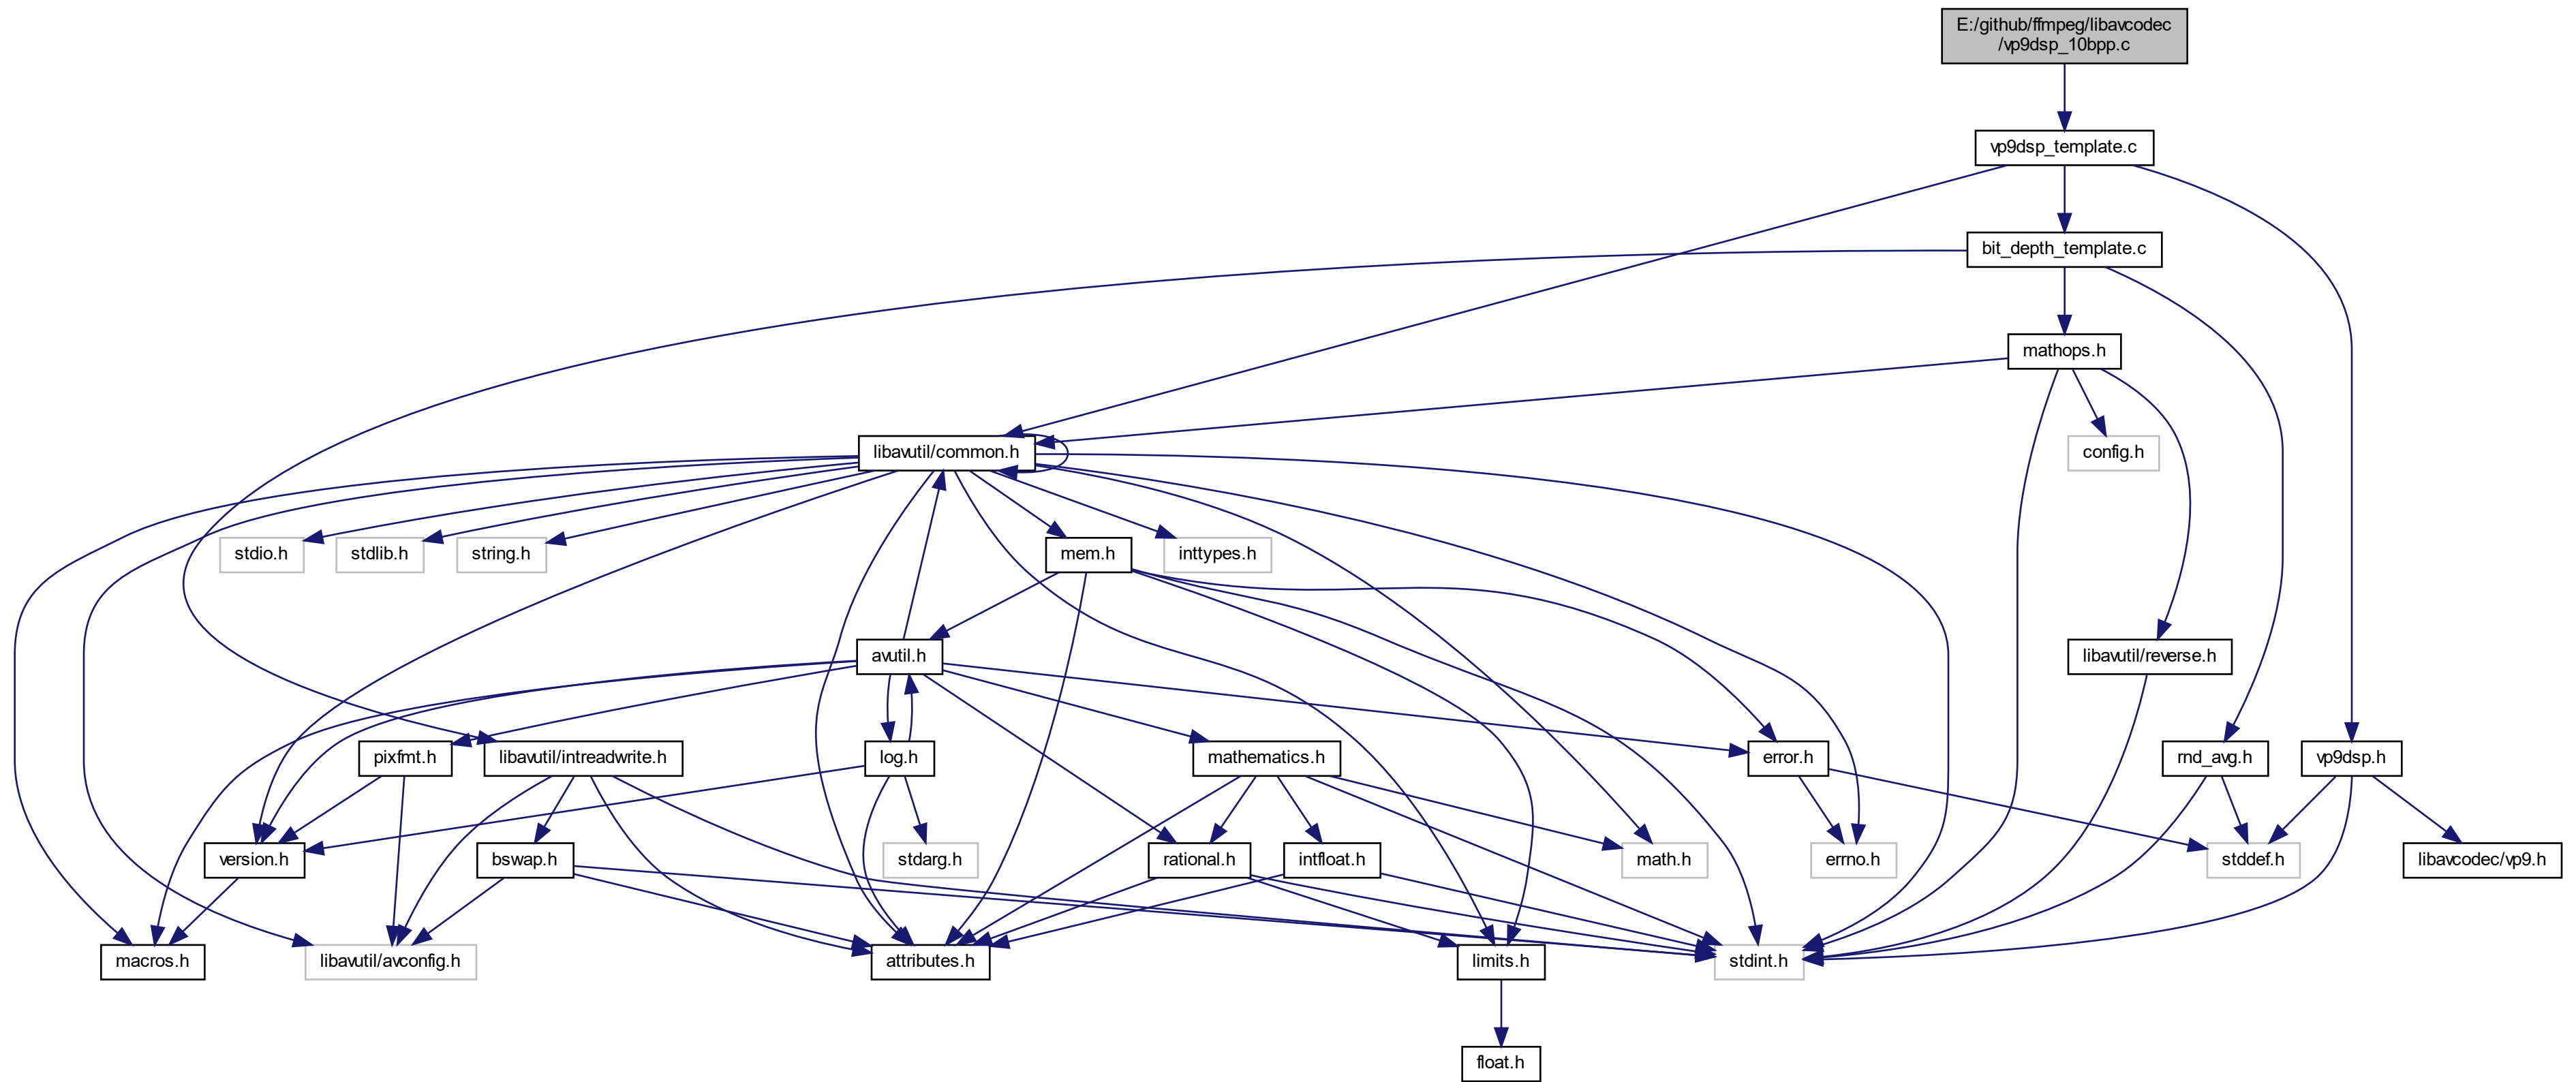 E:/github/ffmpeg/libavcodec
/vp9dsp_10bpp.c
vp9dsp_template.c
bit_depth_template.c
mathops.h
libavutil/common.h
config.h
stdio.h
stdlib.h
string.h
mem.h
inttypes.h
avutil.h
libavutil/reverse.h
pixfmt.h
libavutil/intreadwrite.h
log.h
mathematics.h
error.h
rnd_avg.h
vp9dsp.h
version.h
bswap.h
stdarg.h
rational.h
intfloat.h
math.h
errno.h
stddef.h
libavcodec/vp9.h
macros.h
libavutil/avconfig.h
attributes.h
limits.h
stdint.h
float.h